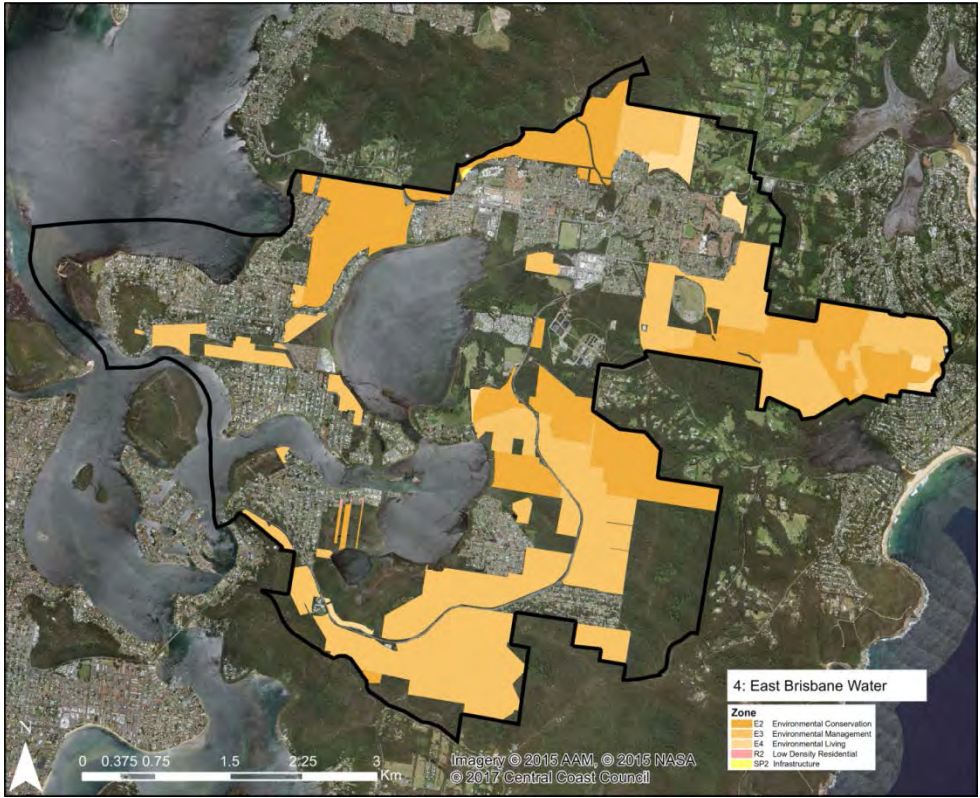 4: East Brisbane Water
Zone
E2 Environmental Conservation
E3 Environmental Management
E4 Environmental Living
R2 Low Density Residential
SP2 Infrastructure
N
0 0.375 0.75 1.5 2.25 3
Km
Imagery © 2015 AAM, © 2015 NASA
© 2017 Central Coast Council